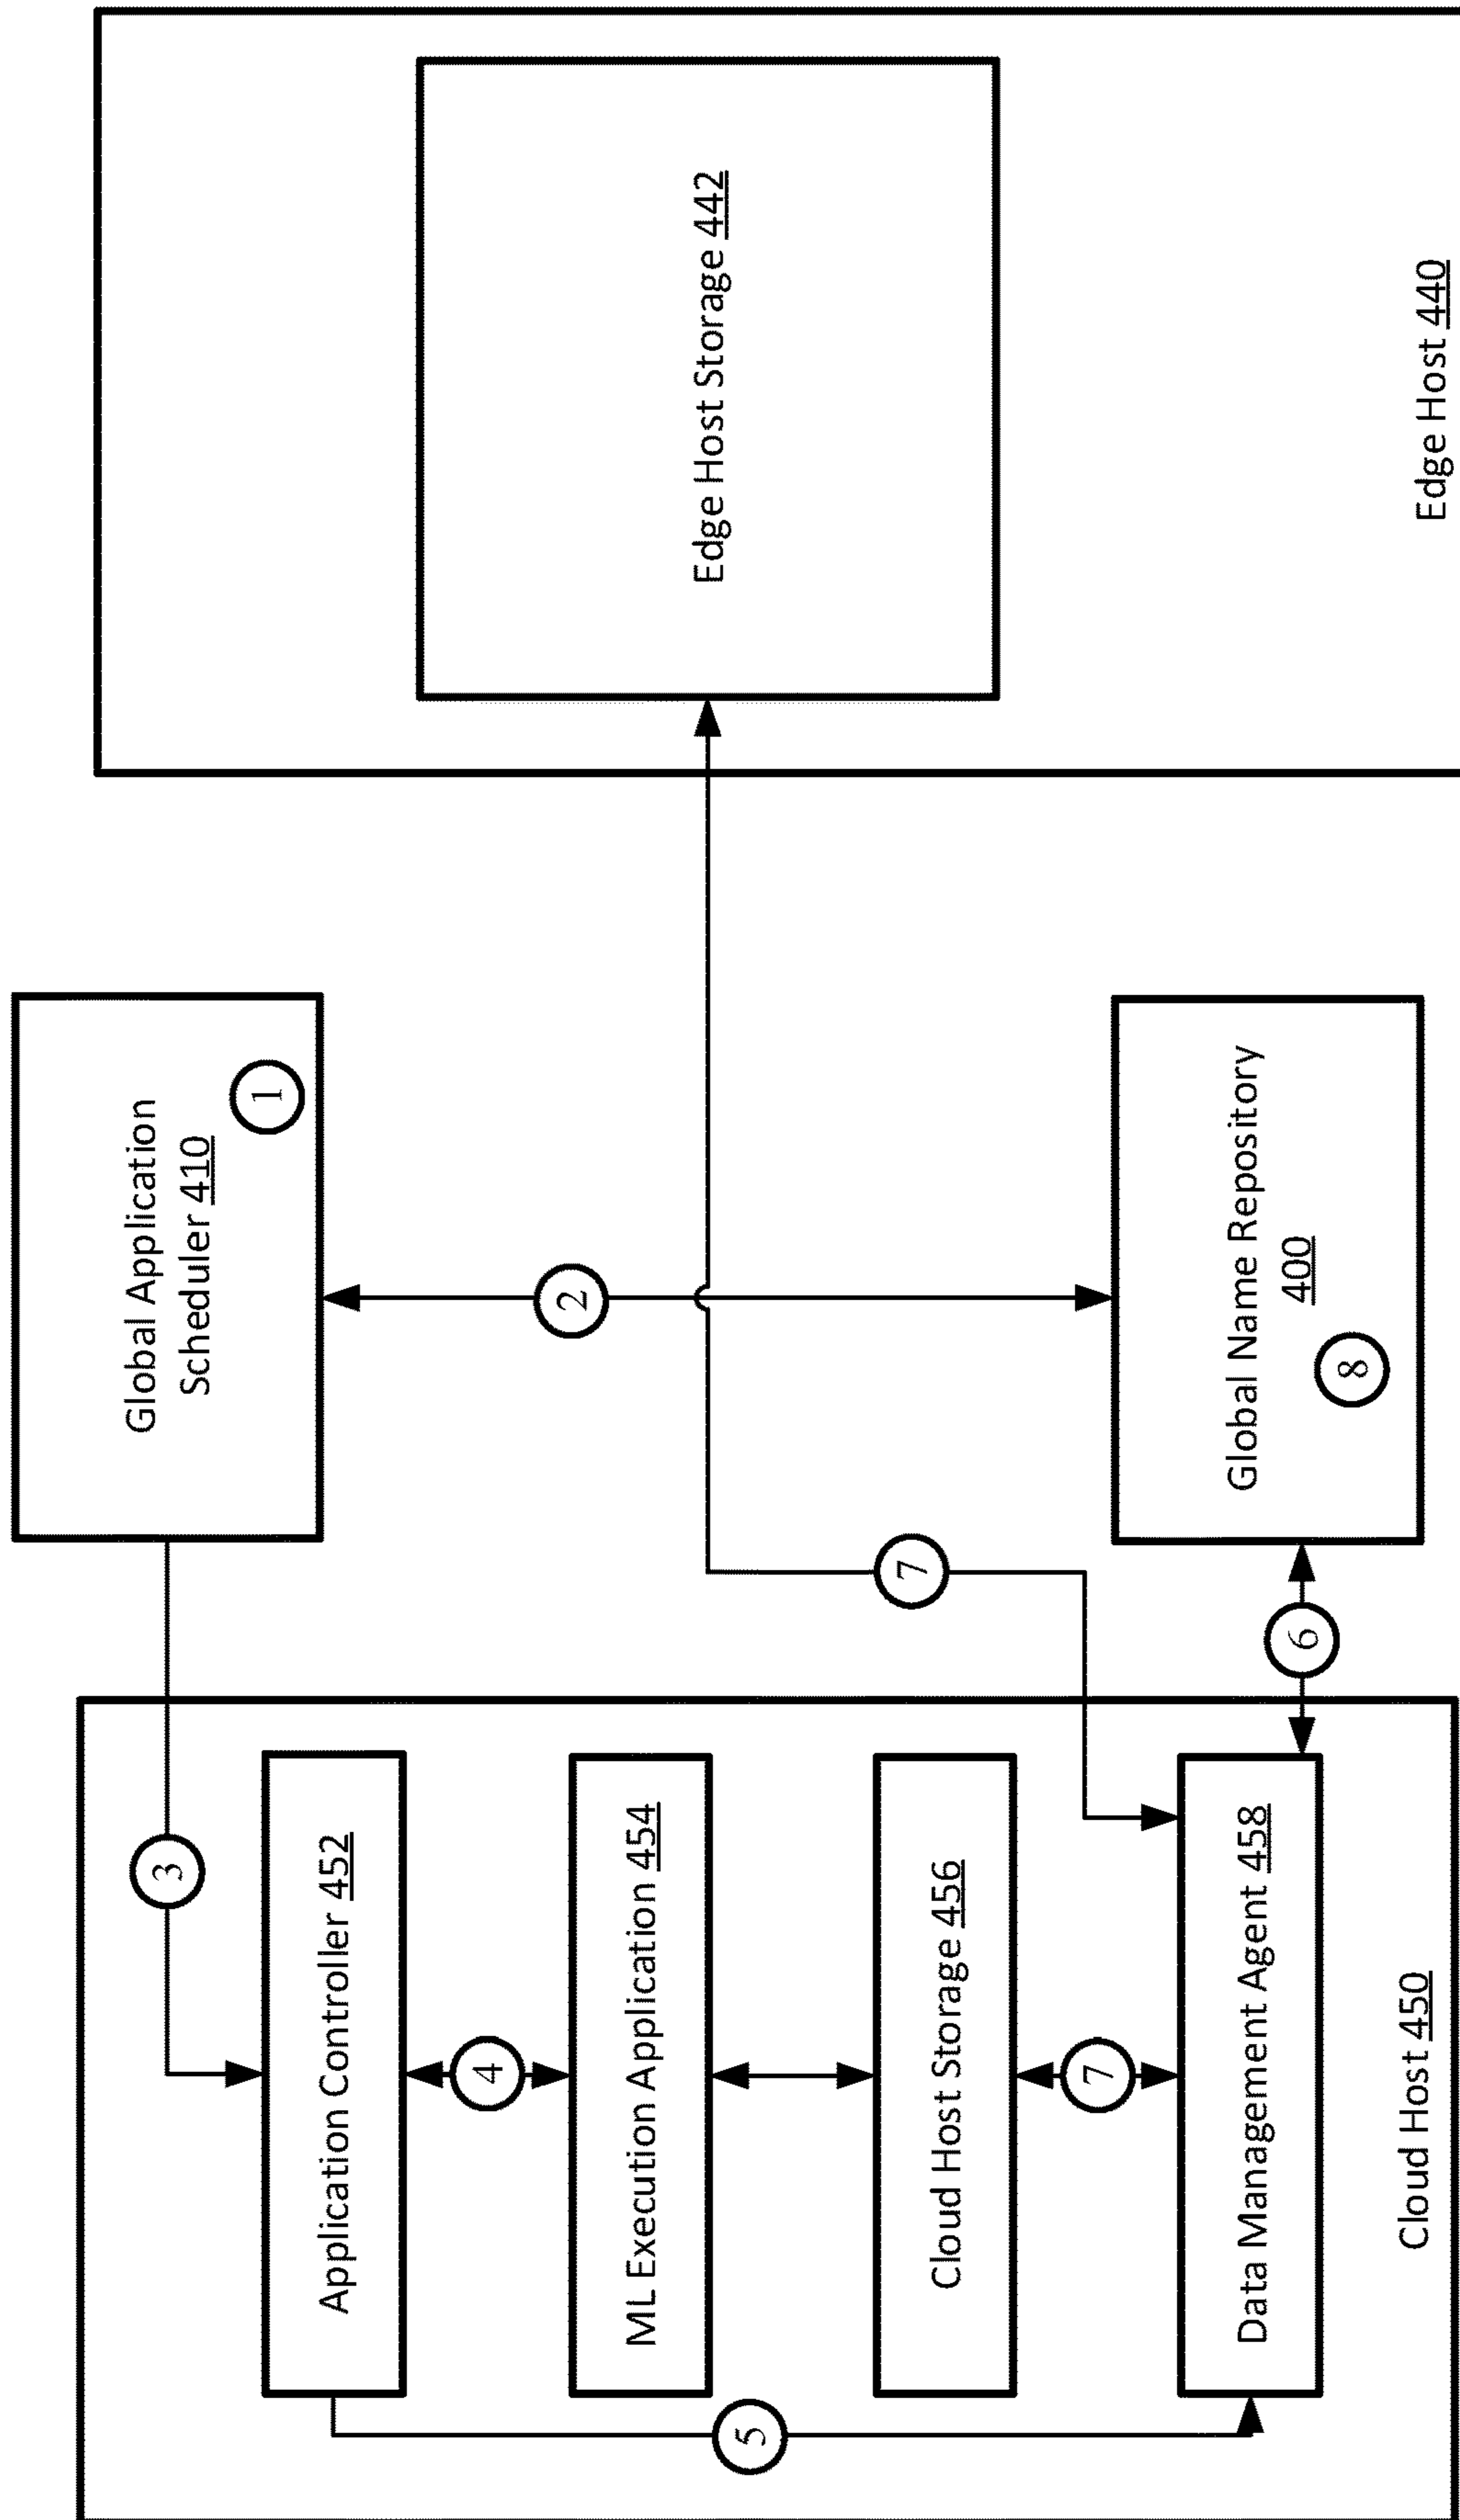 Global Application
Scheduler 410
1
3
Application Controller 452
4
ML Execution Application 454
Cloud Host Storage 456
7
Data Management Agent 458
5
Cloud Host 450
2
7
6
Global Name Repository
400
8
Edge Host Storage 442
Edge Host 440